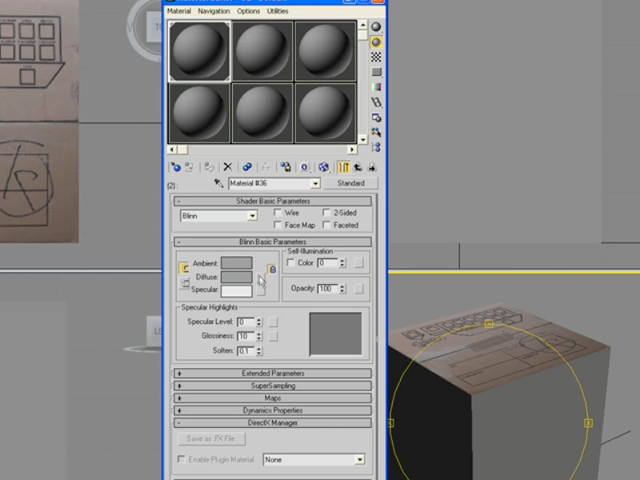 Material Navigation Options Utilities
Material #36 Standard
Shader Basic Parameters
Blinn Wire 2-Sided
Face Map Faceted
Blinn Basic Parameters
Self-Illumination
Ambient: Color 0
Diffuse:
Specular: Opacity: 100
Specular Highlights
Specular Level: 0
Glossiness: 10
Soften: 0.1
Extended Parameters
SuperSampling
Maps
Dynamics Properties
DirectX Manager
Save as .FX File
Enable Plugin Material None